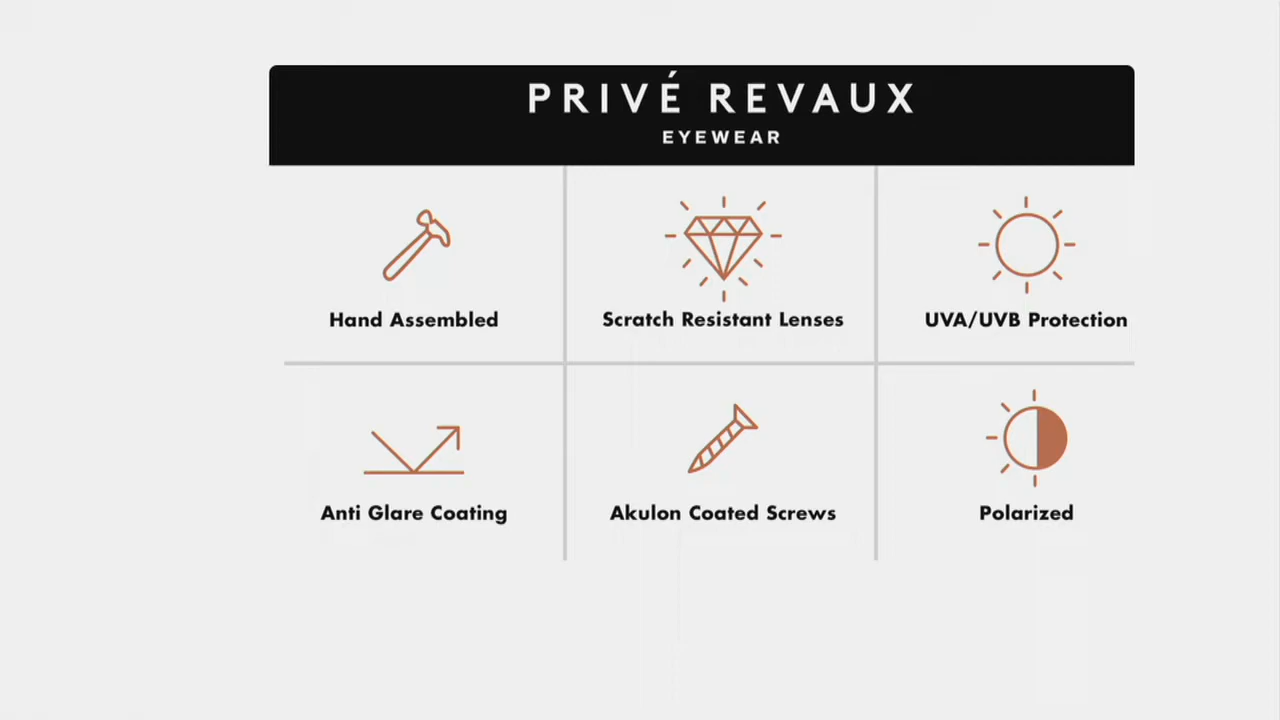 PRIVÉ REVAUX
EYEWEAR
Hand Assembled
Scratch Resistant Lenses
UVA/UVB Protection
Anti Glare Coating
Akulon Coated Screws
Polarized